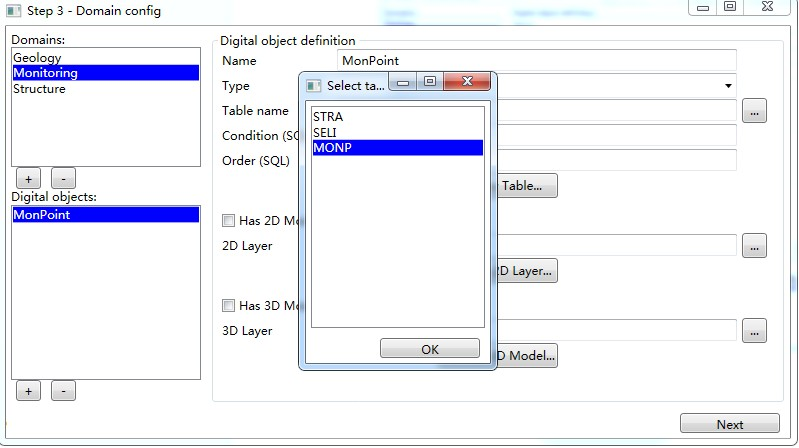 Step 3 - Domain config
Domains:
Geology
Monitoring
Structure
+ -
Digital objects:
MonPoint
+ -
Digital object definition
Name MonPoint
Type
Table name ...
Condition (SQ
Order (SQL)
Table...
Has 2D Mo
2D Layer ...
2D Layer...
Has 3D Mo
3D Layer ...
D Model...
Next
Select ta...
STRA
SELI
MONP
OK